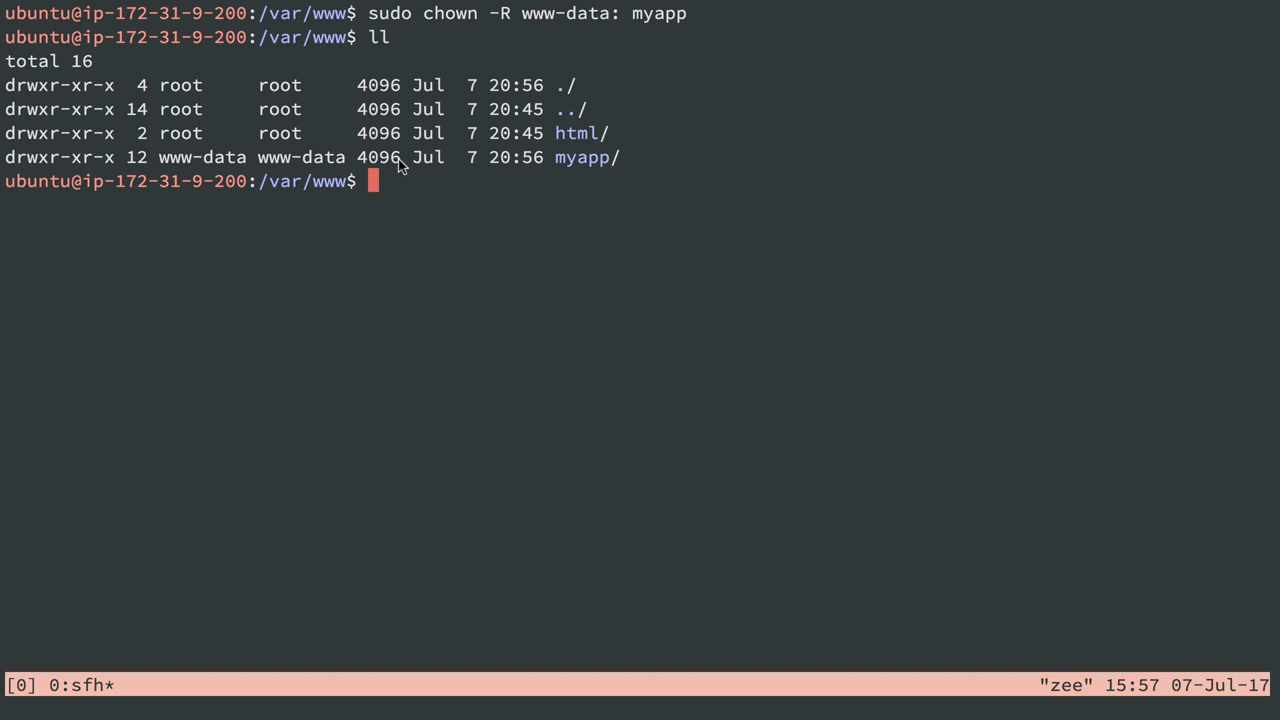 ubuntu@ip-172-31-9-200:/var/www$ sudo chown -R www-data: myapp
ubuntu@ip-172-31-9-200:/var/www$ ll
total 16
drwxr-xr-x  4 root     root     4096 Jul  7 20:56 ./
drwxr-xr-x 14 root     root     4096 Jul  7 20:45 ../
drwxr-xr-x  2 root     root     4096 Jul  7 20:45 html/
drwxr-xr-x 12 www-data www-data 4096 Jul  7 20:56 myapp/
ubuntu@ip-172-31-9-200:/var/www$
[0] 0:sfh* "zee" 15:57 07-Jul-17